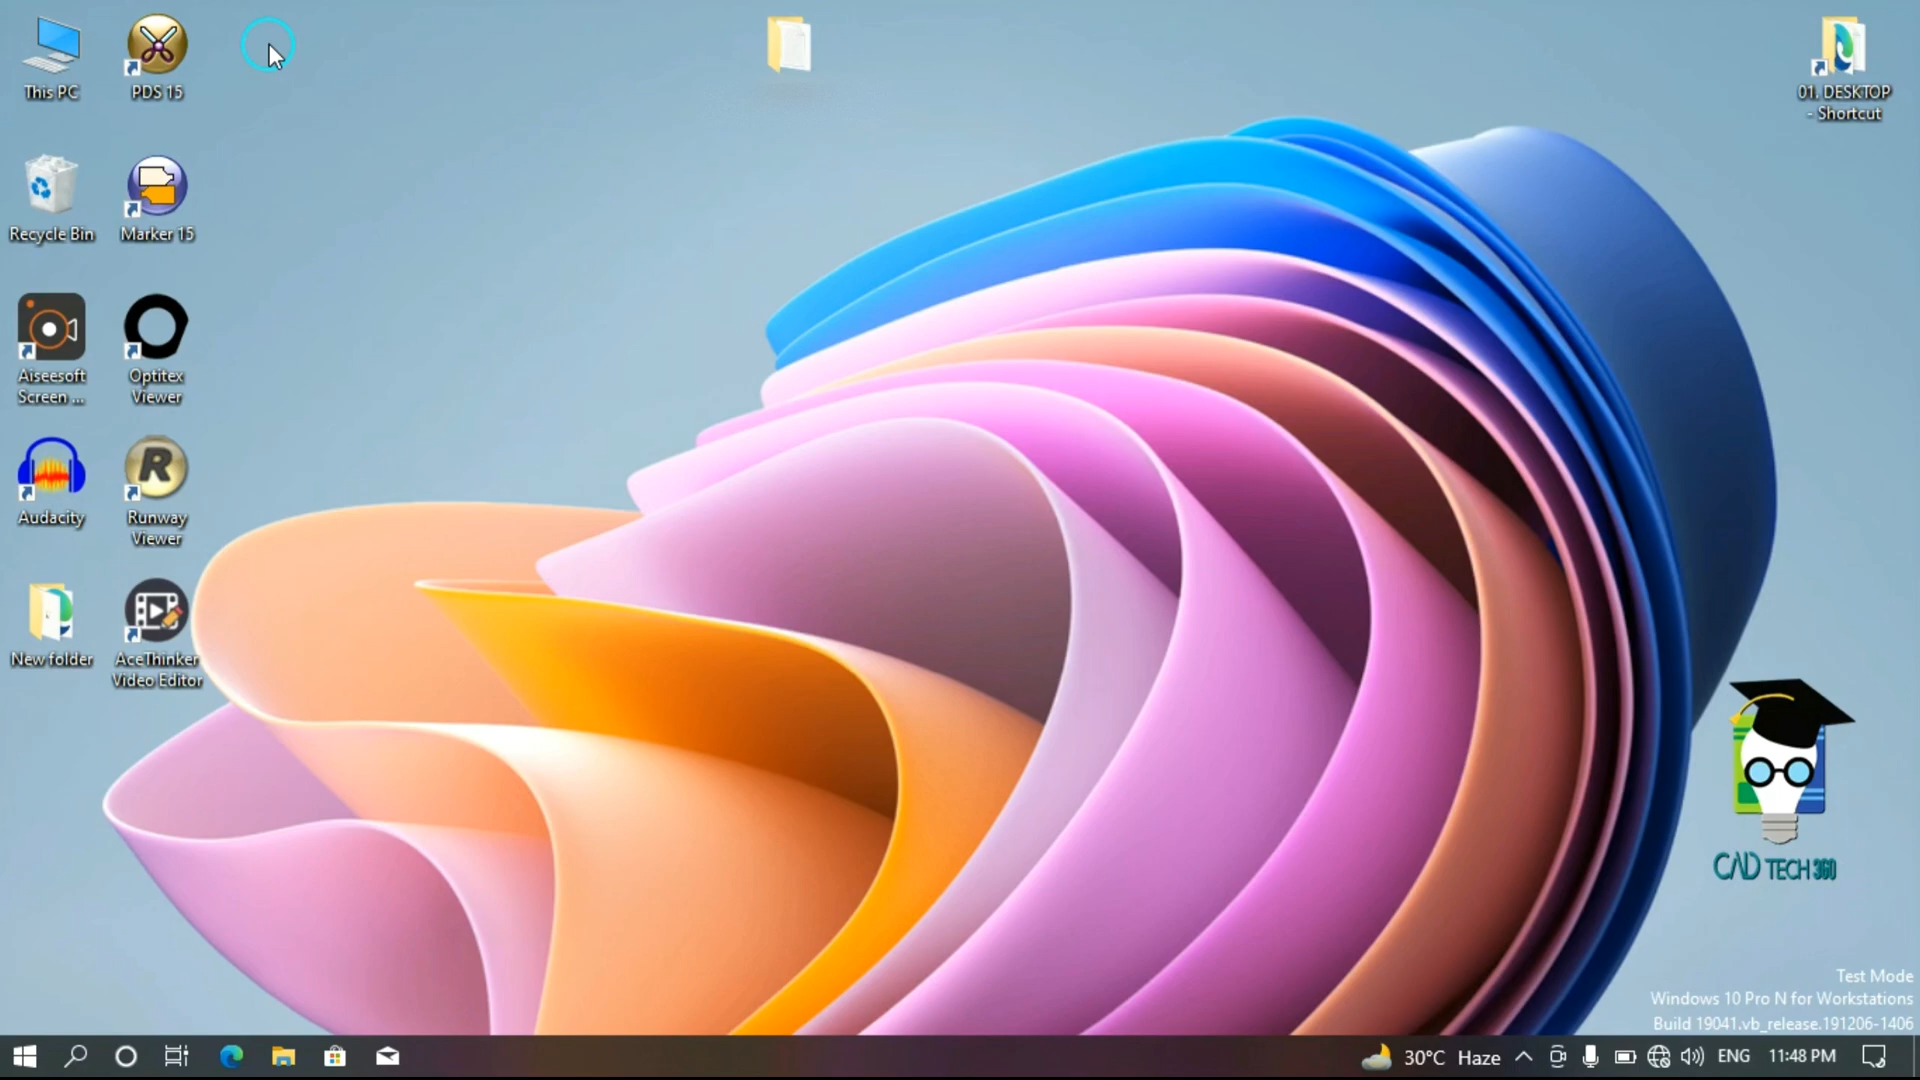 This PC
PDS 15
01. DESKTOP
- Shortcut
Recycle Bin
Marker 15
Aiseesoft
Screen ...
Optitex
Viewer
Audacity
R
Runway
Viewer
New folder
AceThinker
Video Editor
CAD TECH 360
Test Mode
Windows 10 Pro N for Workstations
Build 19041.vb_release.191206-1406
30°C Haze
ENG
11:48 PM